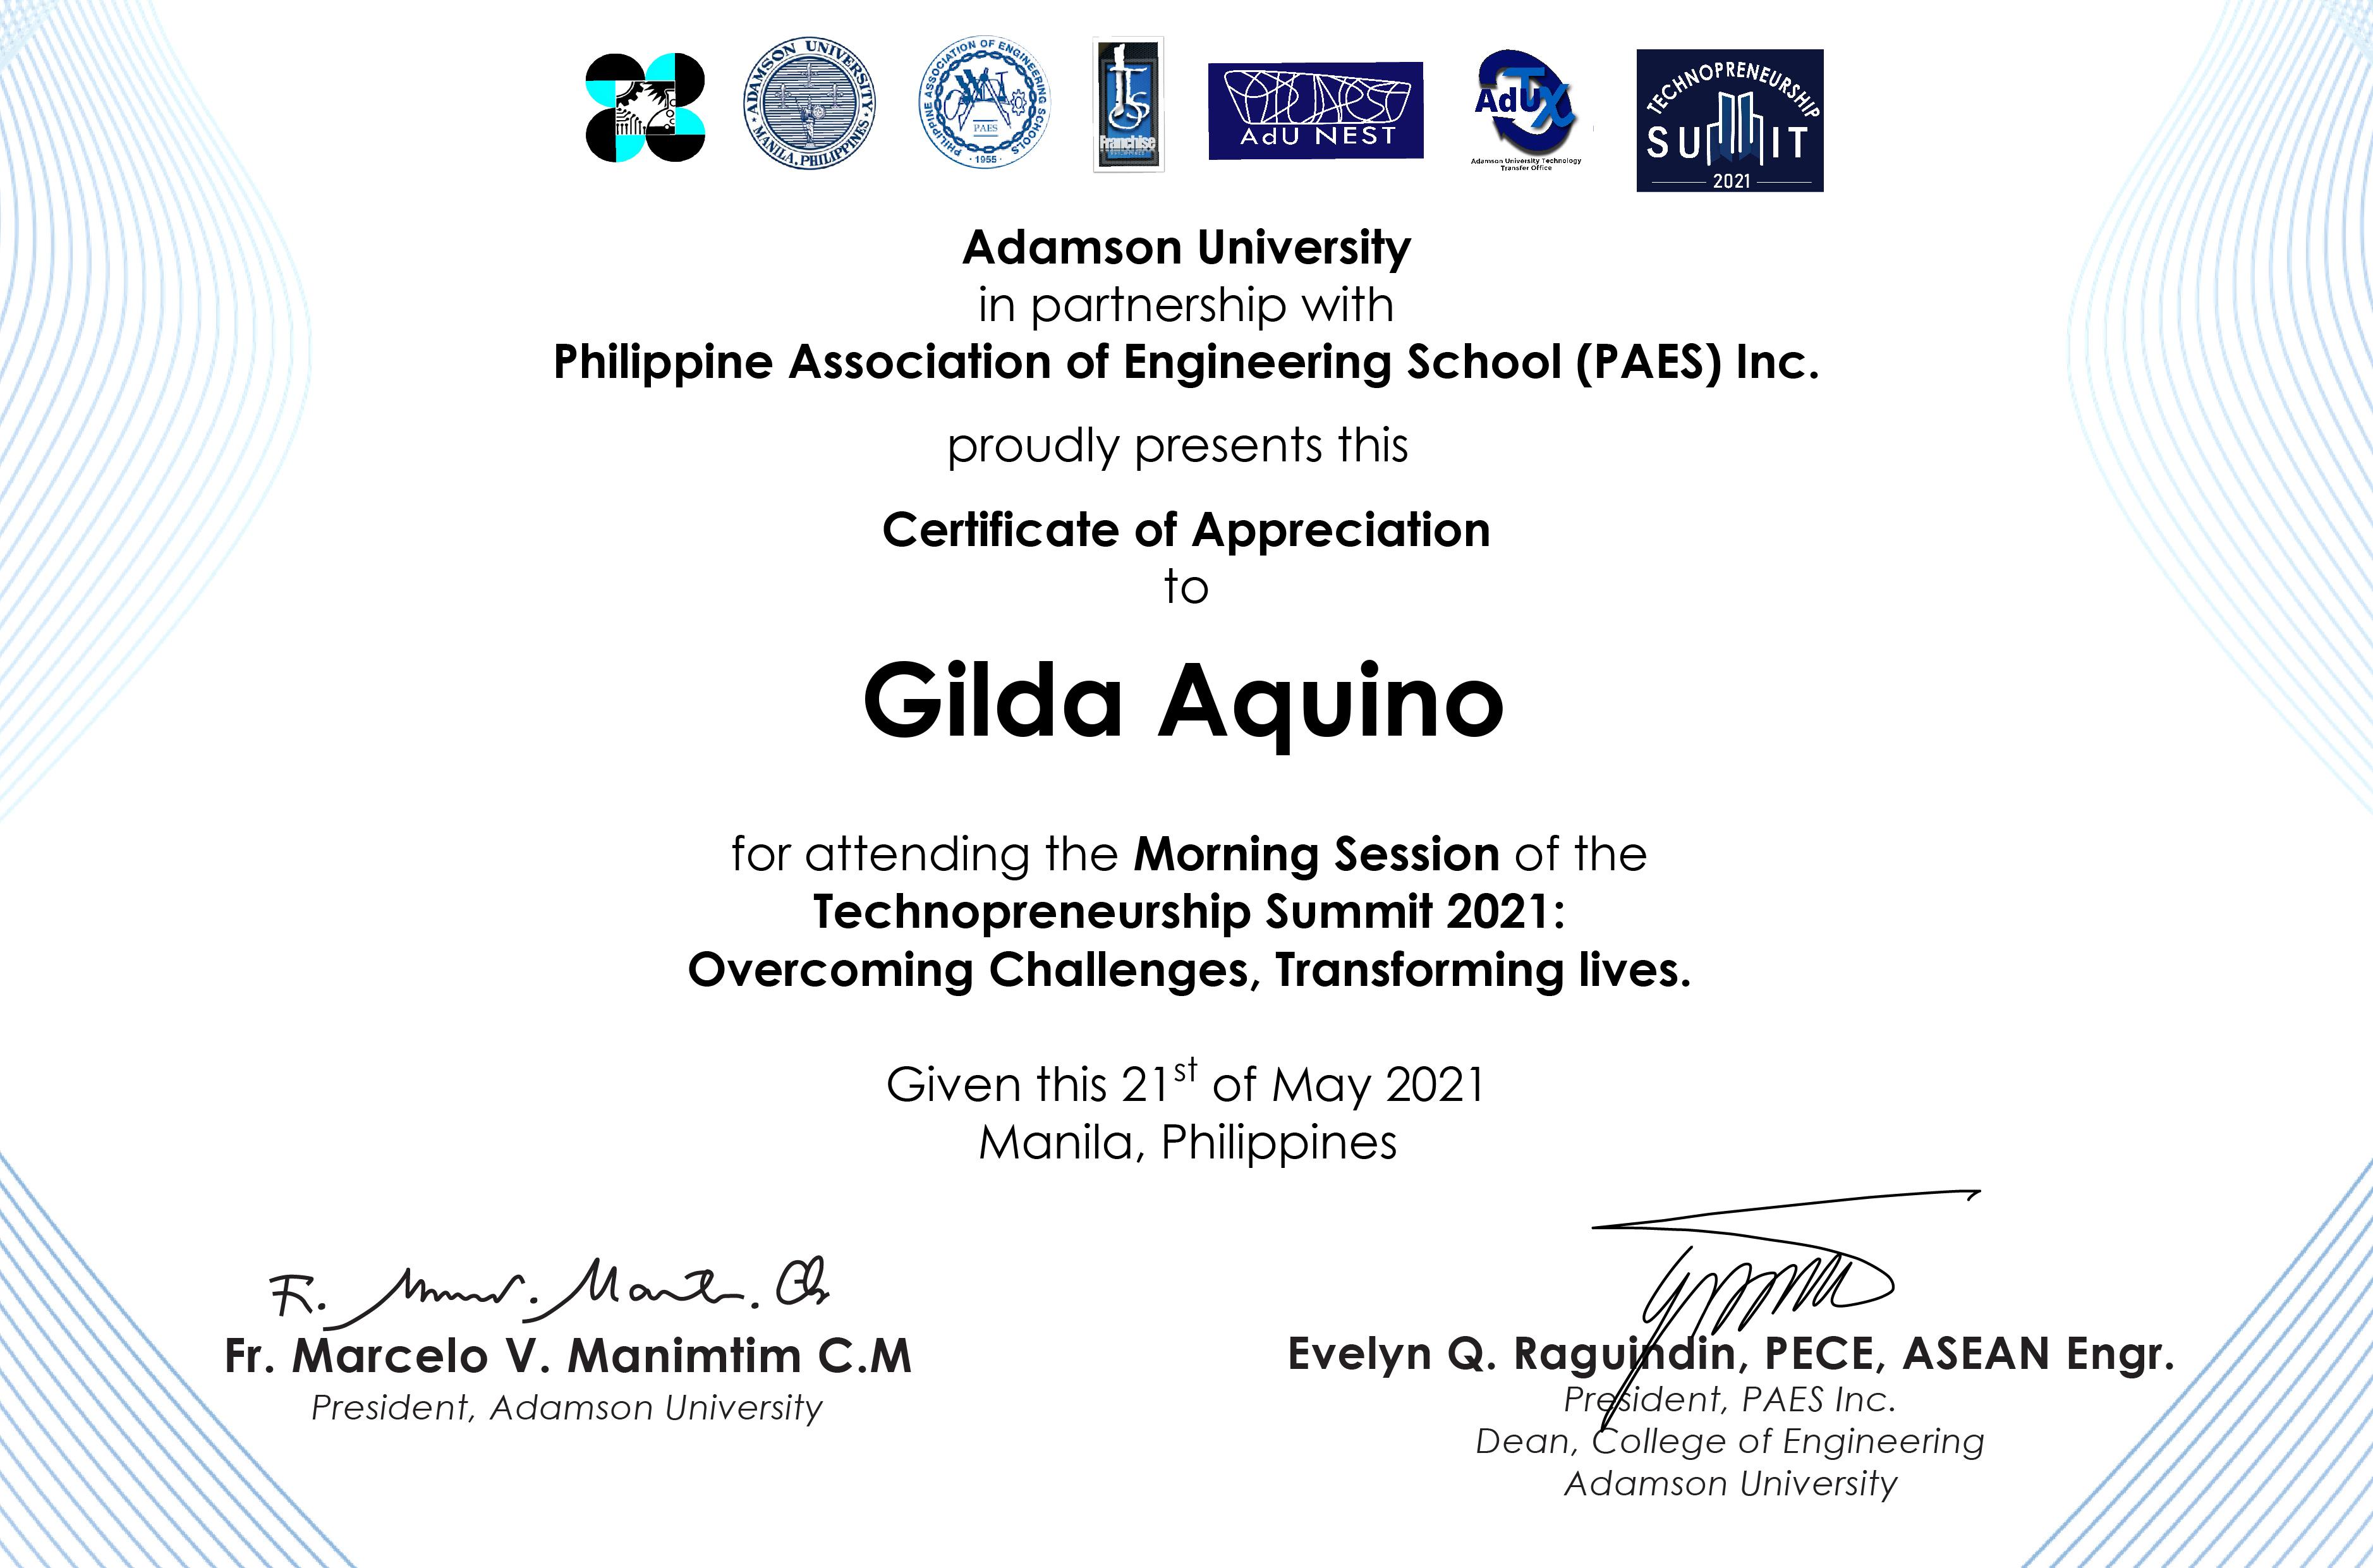 ADAMSON UNIVERSITY • MANILA, PHILIPPINES •
PHILIPPINE ASSOCIATION OF ENGINEERING SCHOOLS
PAES
· 1955 ·
Franchise
AdU NEST
AdUTX
Adamson University Technology
Transfer Office
TECHNOPRENEURSHIP
SUMMIT
2021
Adamson University
in partnership with
Philippine Association of Engineering School (PAES) Inc.
proudly presents this
Certificate of Appreciation
to
Gilda Aquino
for attending the Morning Session of the
Technopreneurship Summit 2021:
Overcoming Challenges, Transforming lives.
Given this 21st of May 2021
Manila, Philippines
Fr. Marcelo V. Manimtim C.M
President, Adamson University
Evelyn Q. Raguindin, PECE, ASEAN Engr.
President, PAES Inc.
Dean, College of Engineering
Adamson University